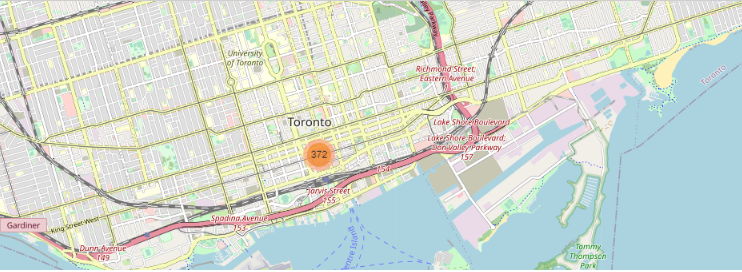 University
of Toronto
Richmond Street;
Eastern Avenue
Toronto
Toronto
Lake Shore Boulevard
Lake Shore Boulevard;
Don Valley Parkway
157
372
154
Jarvis Street
155
Spadina Avenue
153
Gardiner
King Street West
Dunn Avenue
149
Tommy
Thompson
Park